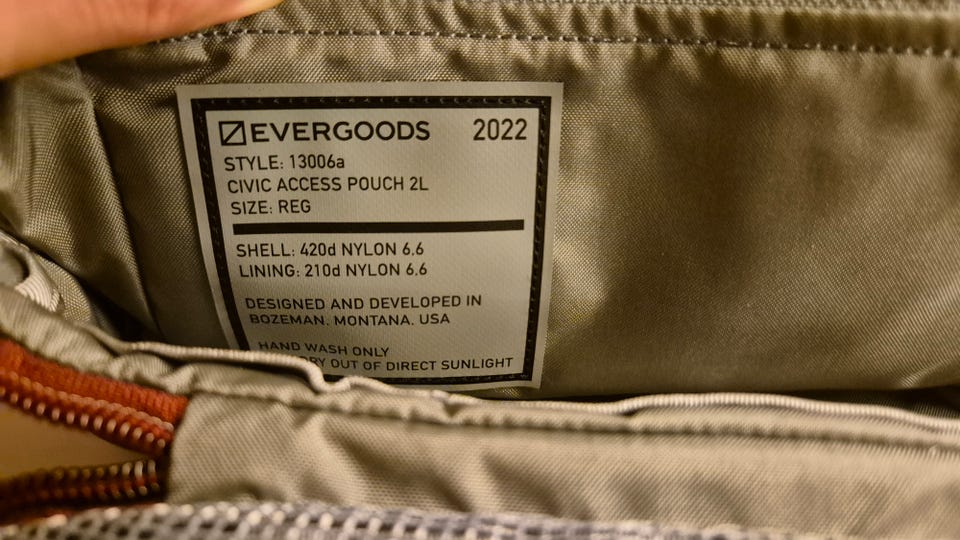 EVERGOODS 2022
STYLE: 13006a
CIVIC ACCESS POUCH 2L
SIZE: REG
SHELL: 420d NYLON 6.6
LINING: 210d NYLON 6.6
DESIGNED AND DEVELOPED IN
BOZEMAN, MONTANA, USA
HAND WASH ONLY
OUT OF DIRECT SUNLIGHT